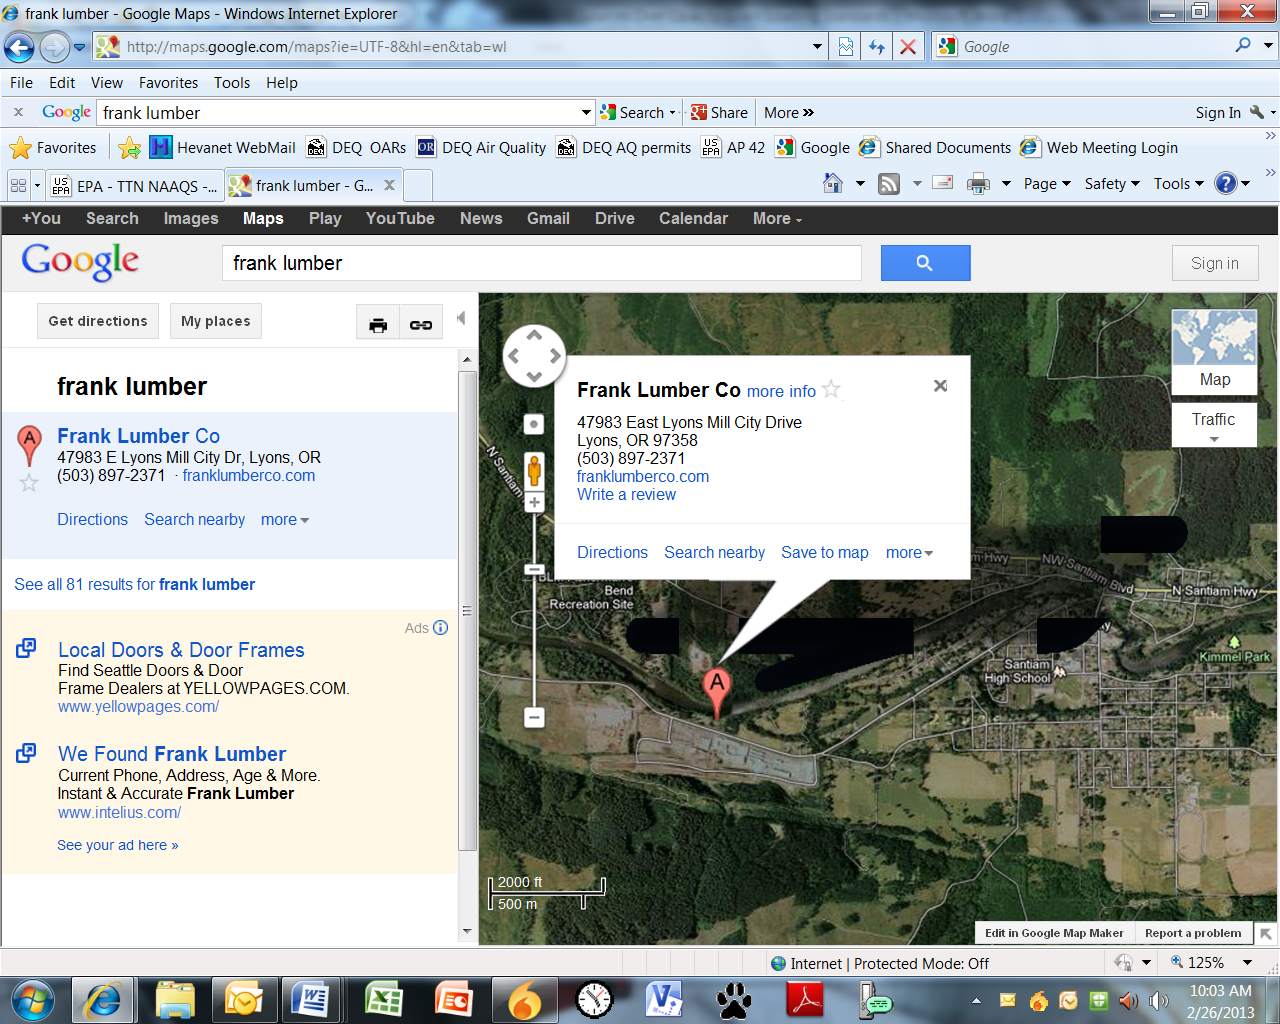 frank lumber - Google Maps - Windows Internet Explorer
http://maps.google.com/maps?ie=UTF-8&hl=en&tab=wl
Google
File Edit View Favorites Tools Help
x Google frank lumber Search Share More » Sign In
Favorites Hevanet WebMail DEQ OARs DEQ Air Quality DEQ AQ permits AP 42 Google Shared Documents Web Meeting Login
EPA - TTN NAAQS -... frank lumber - G... Page Safety Tools
+You Search Images Maps Play YouTube News Gmail Drive Calendar More
Google frank lumber Sign in
Get directions My places
frank lumber
A
Frank Lumber Co
47983 E Lyons Mill City Dr, Lyons, OR
(503) 897-2371 · franklumberco.com
Directions Search nearby more
See all 81 results for frank lumber
Ads
Local Doors & Door Frames
Find Seattle Doors & Door
Frame Dealers at YELLOWPAGES.COM.
www.yellowpages.com/
We Found Frank Lumber
Current Phone, Address, Age & More.
Instant & Accurate Frank Lumber
www.intelius.com/
See your ad here »
Map
Traffic
Frank Lumber Co more info
47983 East Lyons Mill City Drive
Lyons, OR 97358
(503) 897-2371
franklumberco.com
Write a review
Directions Search nearby Save to map more
N Santiam
Hwy
NW Santiam Blvd
N Santiam Hwy
Bend
Recreation Site
Kimmel Park
Santiam
High School
A
2000 ft
500 m
Edit in Google Map Maker Report a problem
Internet | Protected Mode: Off
125%
10:03 AM
2/26/2013